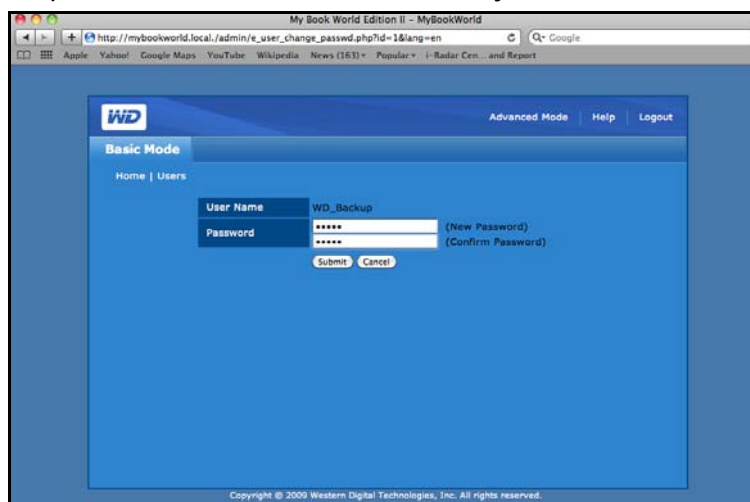 My Book World Edition II – MyBookWorld
http://mybookworld.local./admin/e_user_change_passwd.php?id=1&lang=en
Google
Apple Yahoo! Google Maps YouTube Wikipedia News (163) Popular i-Radar Cen... and Report
WD
Advanced Mode Help Logout
Basic Mode
Home | Users
User Name WD_Backup
Password ••••• (New Password)
••••• (Confirm Password)
Submit Cancel
Copyright © 2009 Western Digital Technologies, Inc. All rights reserved.